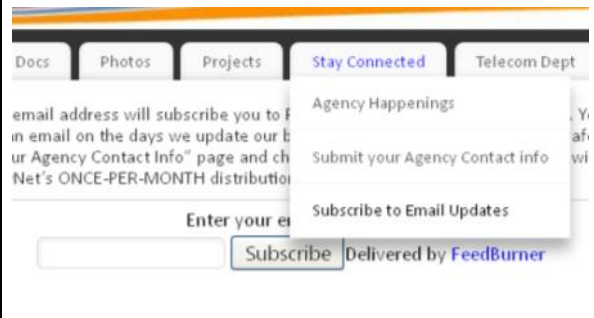 Docs Photos Projects Stay Connected Telecom Dept
Agency Happenings
Submit your Agency Contact info
Subscribe to Email Updates
email address will subscribe you to
an email on the days we update our
ur Agency Contact Info" page and
Net's ONCE-PER-MONTH
Enter your
Subscribe Delivered by FeedBurner